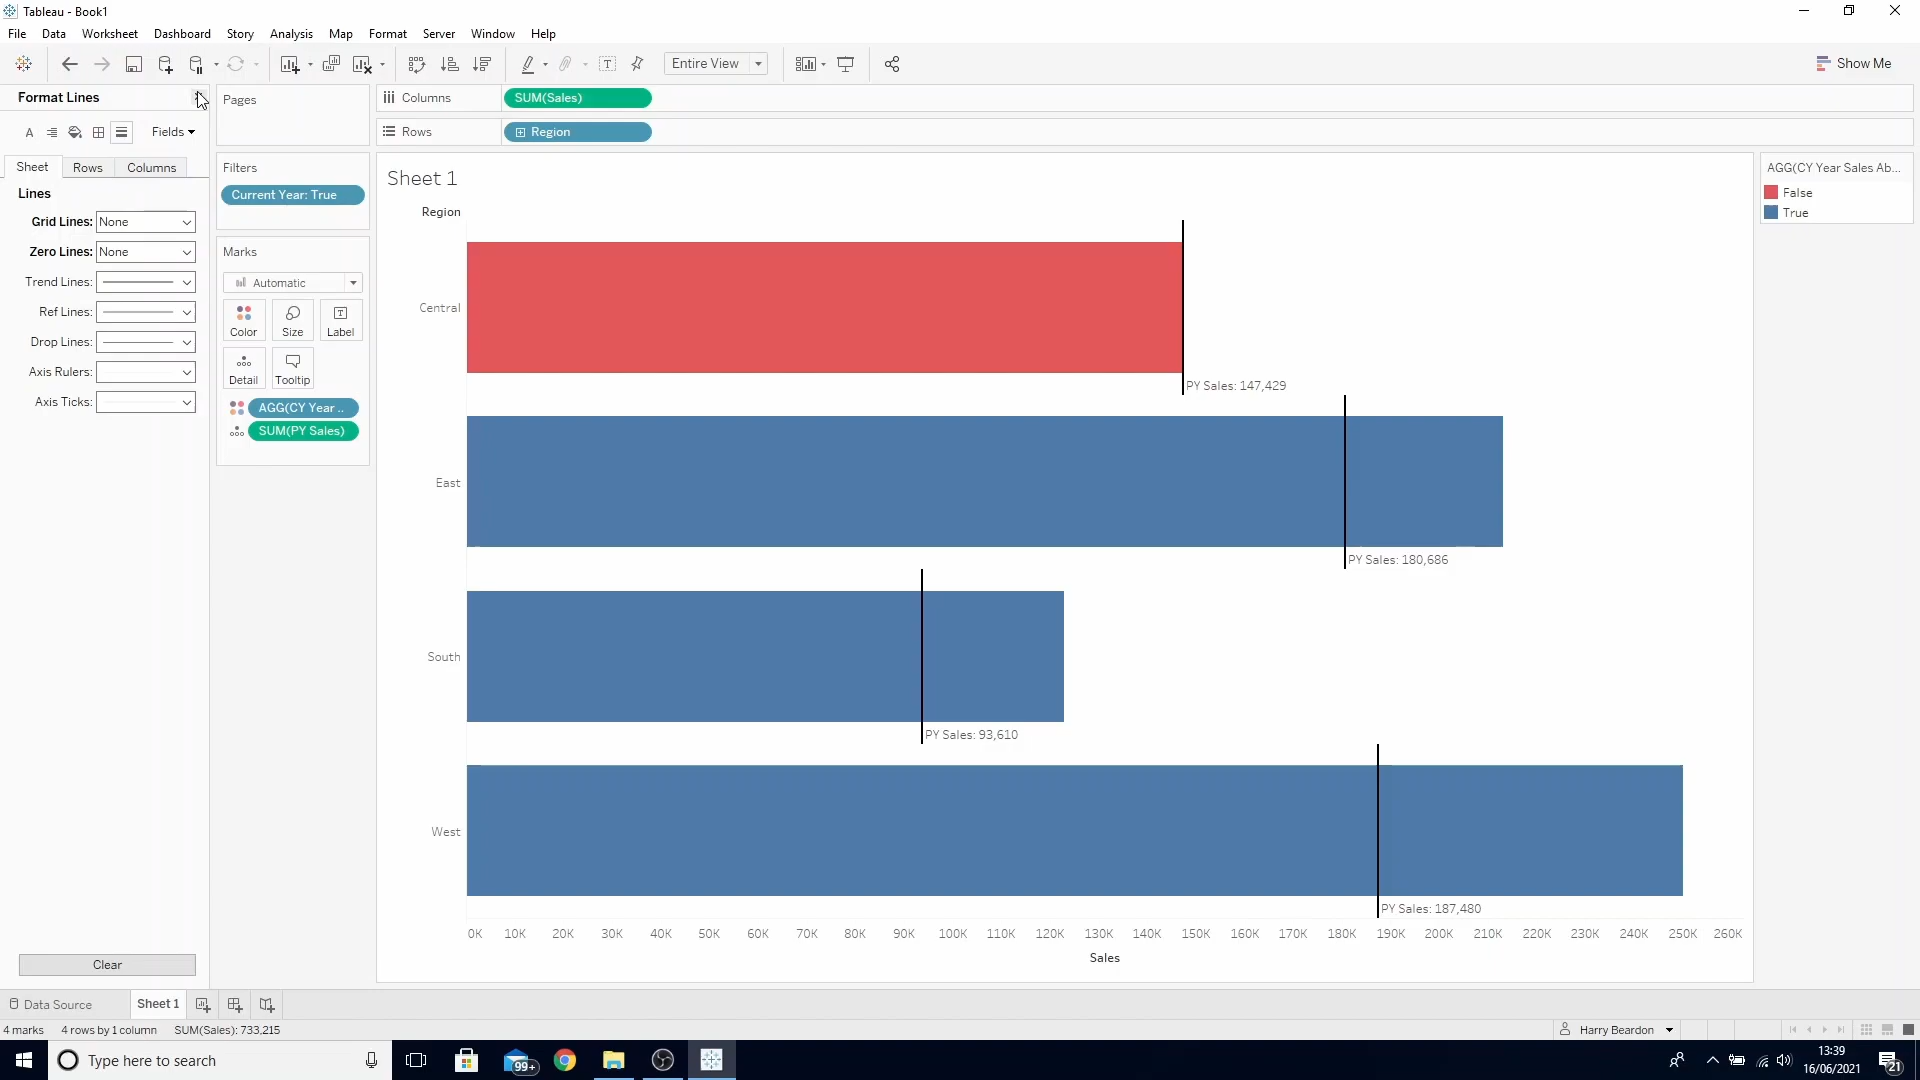 Tableau - Book1
File Data Worksheet Dashboard Story Analysis Map Format Server Window Help
Entire View
Show Me
Format Lines
Fields
Sheet Rows Columns
Lines
Grid Lines: None
Zero Lines: None
Trend Lines:
Ref Lines:
Drop Lines:
Axis Rulers:
Axis Ticks:
Clear
Pages
Filters
Current Year: True
Marks
Automatic
Color Size Label
Detail Tooltip
AGG(CY Year ..
SUM(PY Sales)
Columns SUM(Sales)
Rows Region
Sheet 1
Region
Central
PY Sales: 147,429
East
PY Sales: 180,686
South
PY Sales: 93,610
West
PY Sales: 187,480
0K 10K 20K 30K 40K 50K 60K 70K 80K 90K 100K 110K 120K 130K 140K 150K 160K 170K 180K 190K 200K 210K 220K 230K 240K 250K 260K
Sales
AGG(CY Year Sales Ab...
False
True
Data Source Sheet 1
4 marks 4 rows by 1 column SUM(Sales): 733,215
Harry Beardon
Type here to search
99+
13:39
16/06/2021
21